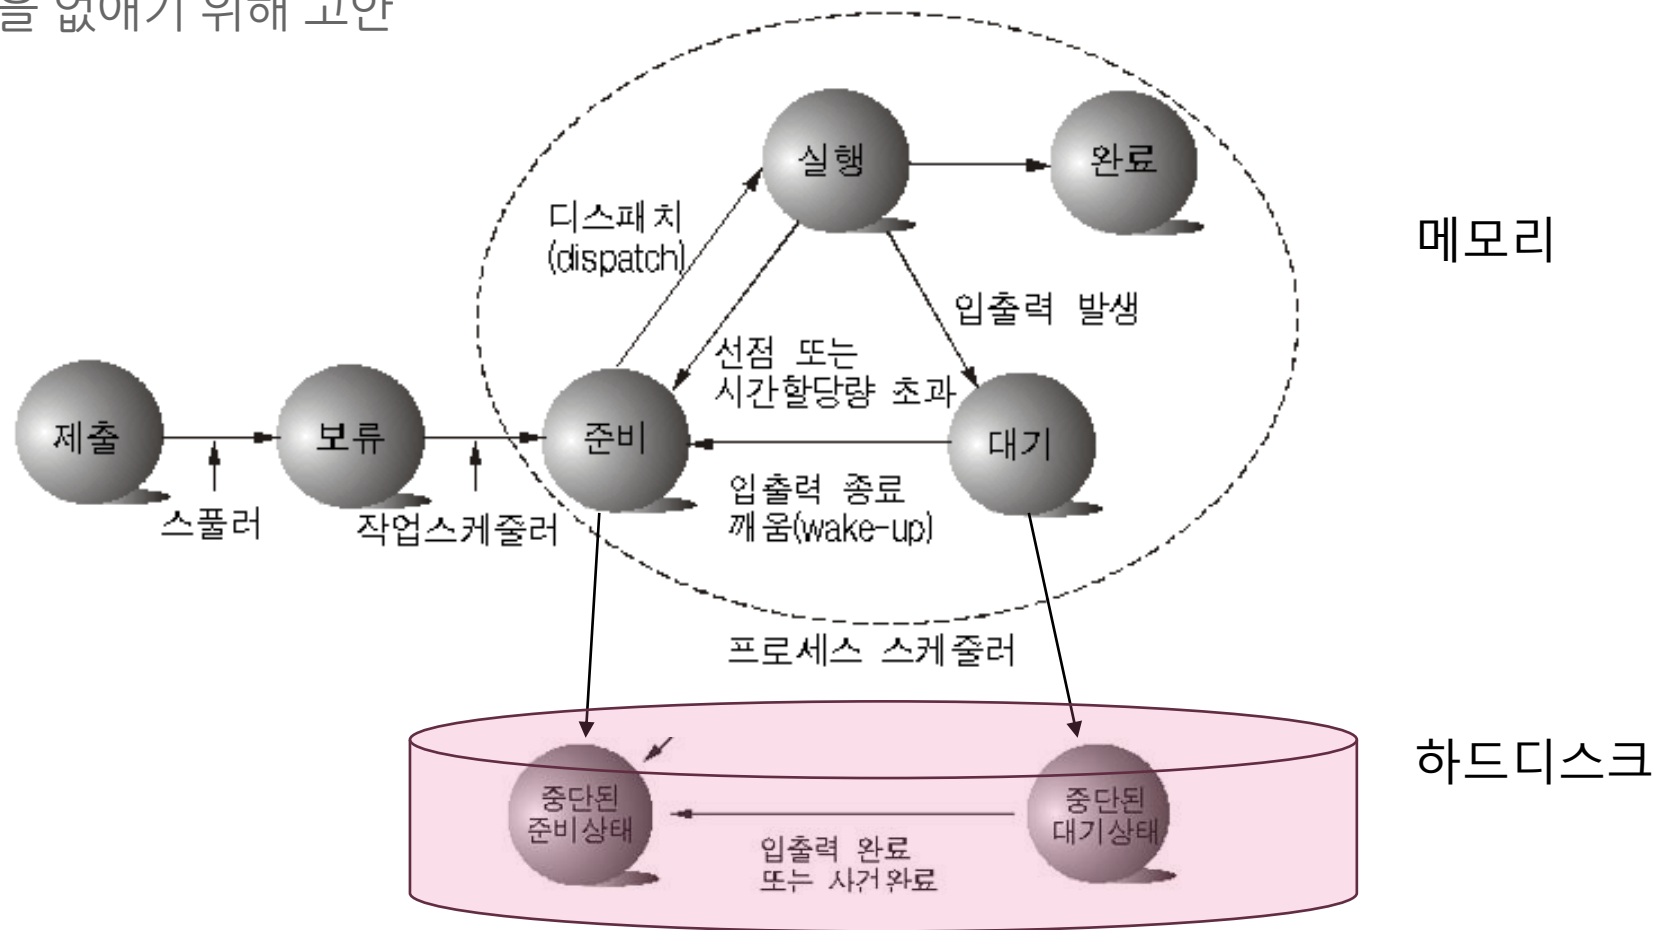 을 없애기 위해 고안
실행
완료
디스패치
(dispatch)
메모리
입출력 발생
선점 또는
시간할당량 초과
제출
보류
준비
대기
스풀러
작업스케줄러
입출력 종료
깨움(wake-up)
프로세스 스케줄러
하드디스크
중단된
준비상태
중단된
대기상태
입출력 완료
또는 사건완료